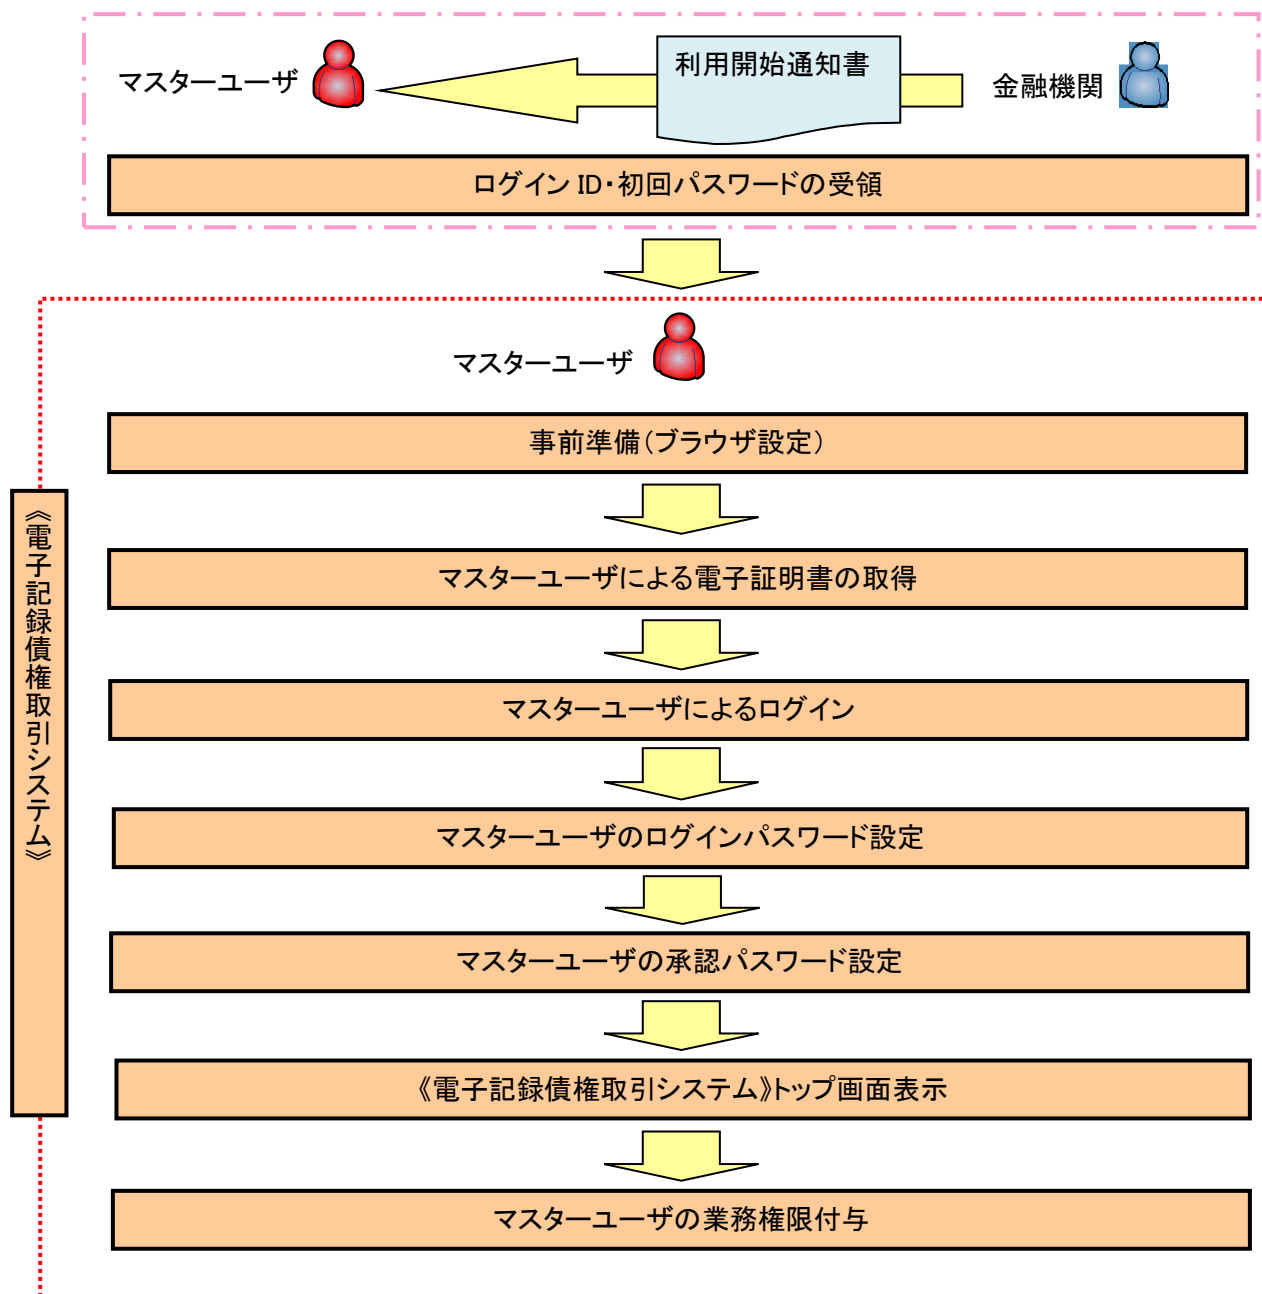 マスターユーザ
利用開始通知書
金融機関
ログイン ID・初回パスワードの受領
マスターユーザ
事前準備(ブラウザ設定)
《電子記録債権取引システム》
マスターユーザによる電子証明書の取得
マスターユーザによるログイン
マスターユーザのログインパスワード設定
マスターユーザの承認パスワード設定
《電子記録債権取引システム》トップ画面表示
マスターユーザの業務権限付与